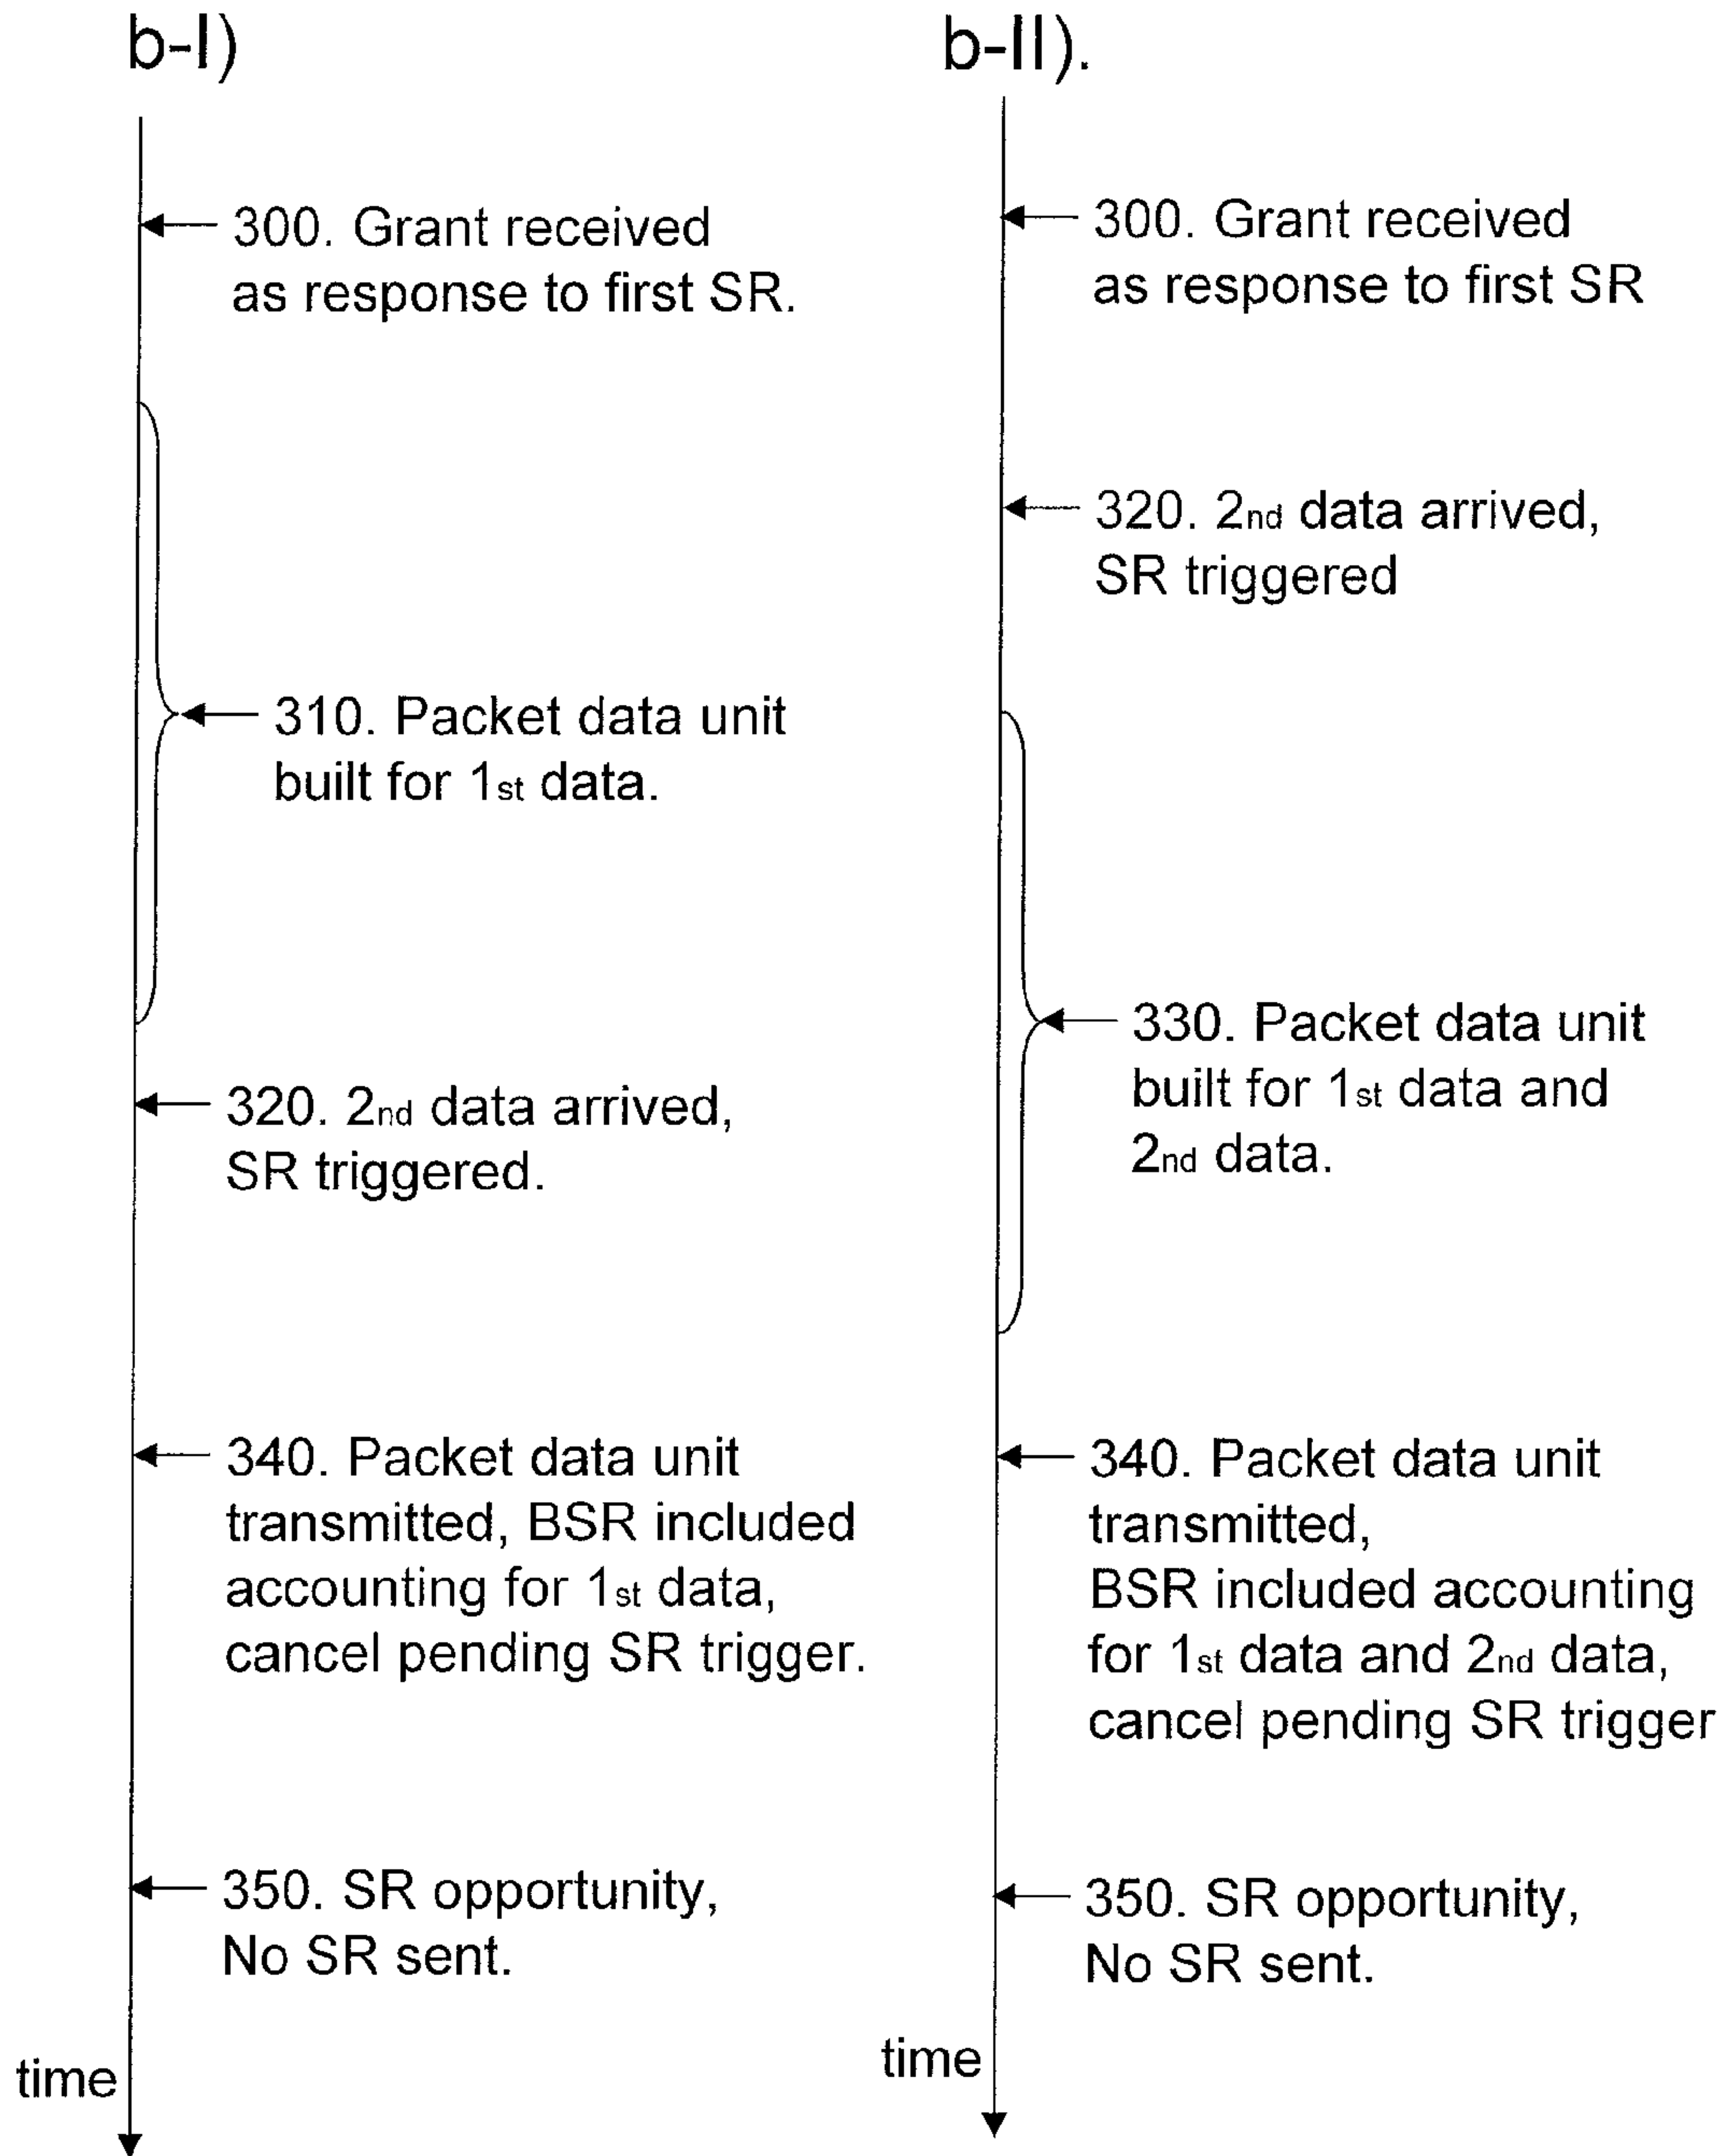 b-I)
300. Grant received
as response to first SR.
310. Packet data unit
built for 1st data.
320. 2nd data arrived,
SR triggered.
340. Packet data unit
transmitted, BSR included
accounting for 1st data,
cancel pending SR trigger.
350. SR opportunity,
No SR sent.
time
b-II).
300. Grant received
as response to first SR
320. 2nd data arrived,
SR triggered
330. Packet data unit
built for 1st data and
2nd data.
340. Packet data unit
transmitted,
BSR included accounting
for 1st data and 2nd data,
cancel pending SR trigger
350. SR opportunity,
No SR sent.
time